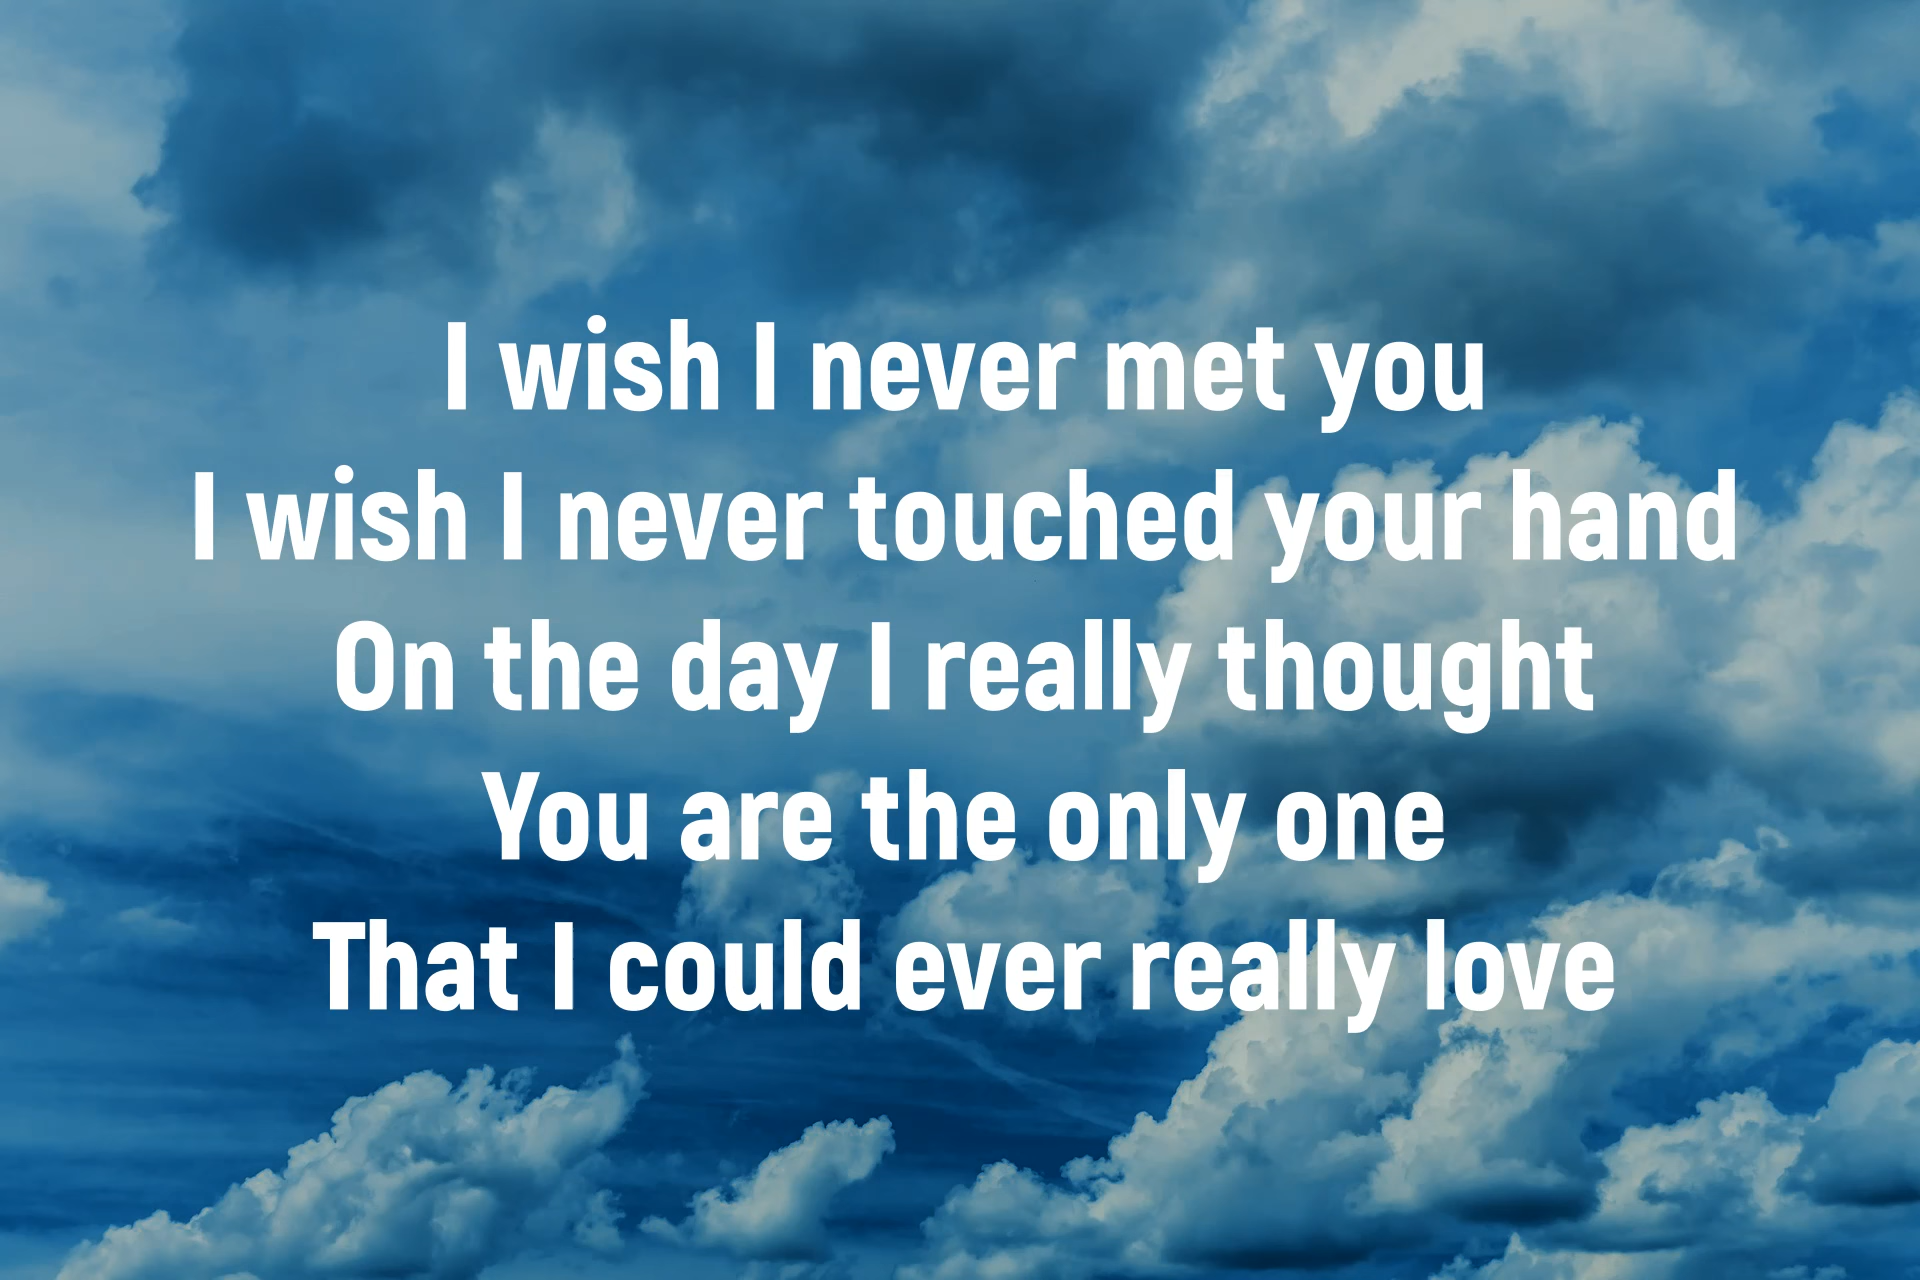 I wish I never met you
I wish I never touched your hand
On the day I really thought
You are the only one
That I could ever really love